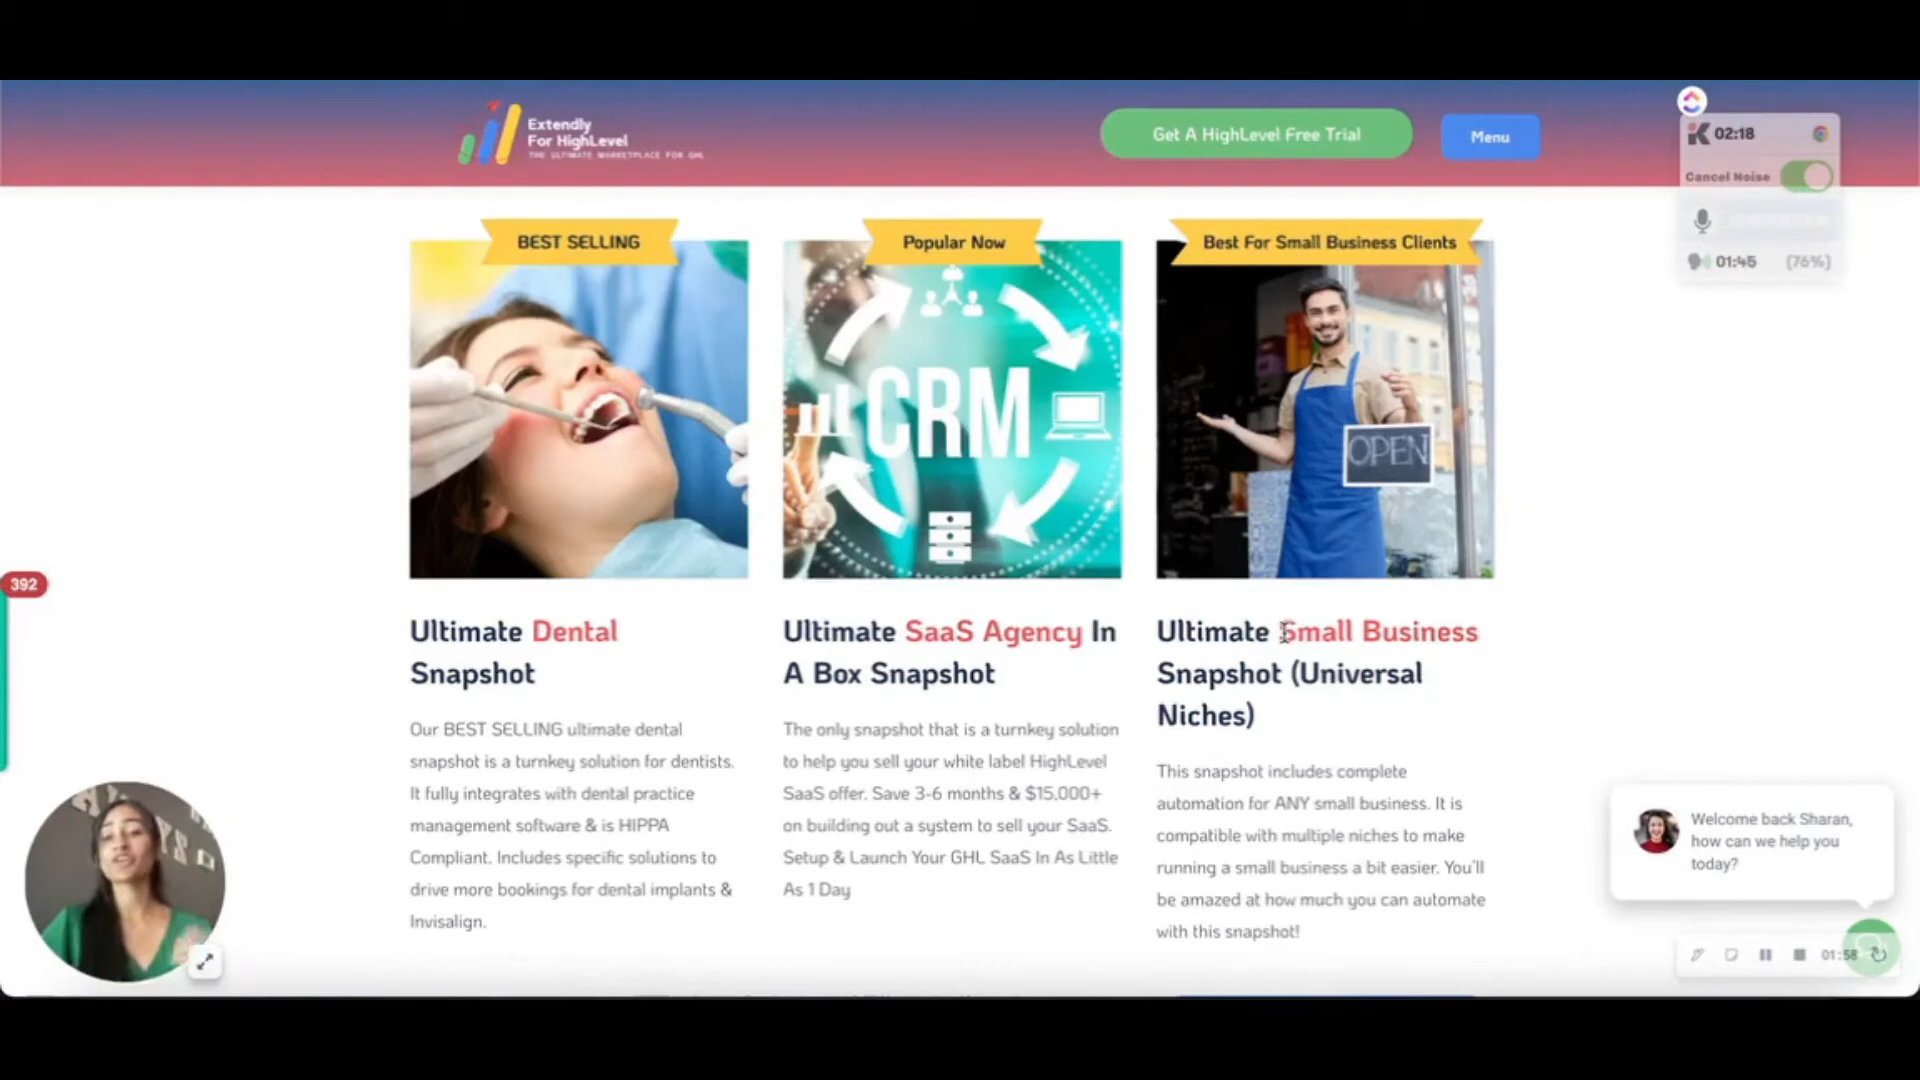 Extendly
For HighLevel
THE ULTIMATE MARKETPLACE FOR GHL
Get A HighLevel Free Trial
Menu
02:18
Cancel Noise
01:45 (76%)
BEST SELLING
Popular Now
Best For Small Business Clients
CRM
OPEN
392
Ultimate Dental
Snapshot
Our BEST SELLING ultimate dental
snapshot is a turnkey solution for dentists.
It fully integrates with dental practice
management software & is HIPPA
Compliant. Includes specific solutions to
drive more bookings for dental implants &
Invisalign.
Ultimate SaaS Agency In
A Box Snapshot
The only snapshot that is a turnkey solution
to help you sell your white label HighLevel
SaaS offer. Save 3-6 months & $15,000+
on building out a system to sell your SaaS.
Setup & Launch Your GHL SaaS In As Little
As 1 Day
Ultimate Small Business
Snapshot (Universal
Niches)
This snapshot includes complete
automation for ANY small business. It is
compatible with multiple niches to make
running a small business a bit easier. You'll
be amazed at how much you can automate
with this snapshot!
Welcome back Sharan,
how can we help you
today?
01:58